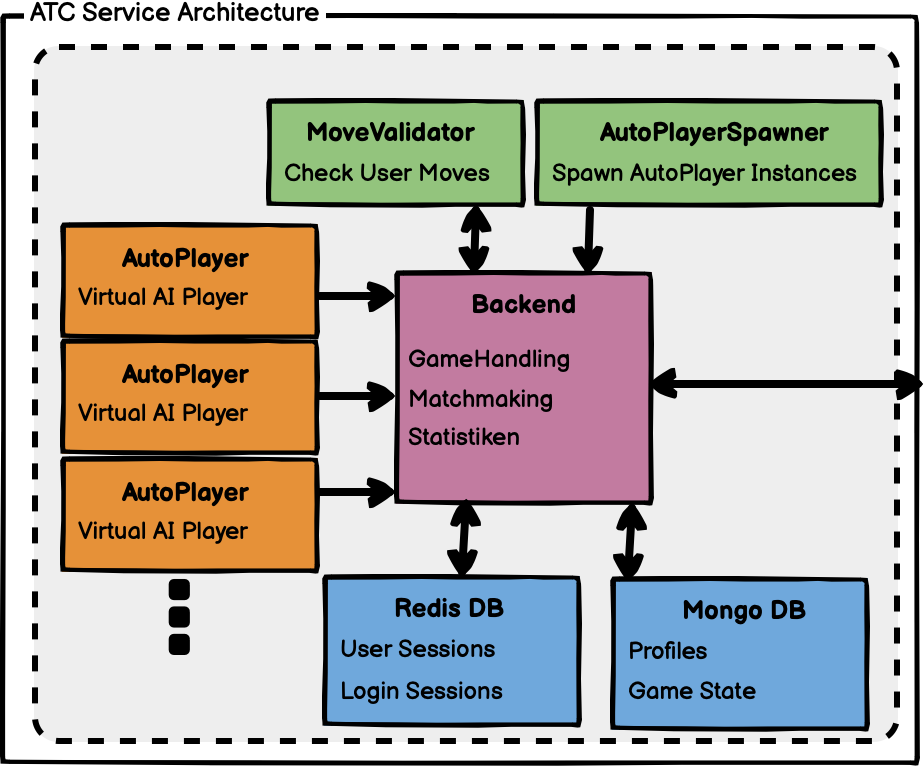 ATC Service Architecture
MoveValidator
Check User Moves
AutoPlayerSpawner
Spawn AutoPlayer Instances
AutoPlayer
Virtual AI Player
AutoPlayer
Virtual AI Player
AutoPlayer
Virtual AI Player
Backend
GameHandling
Matchmaking
Statistiken
Redis DB
User Sessions
Login Sessions
Mongo DB
Profiles
Game State